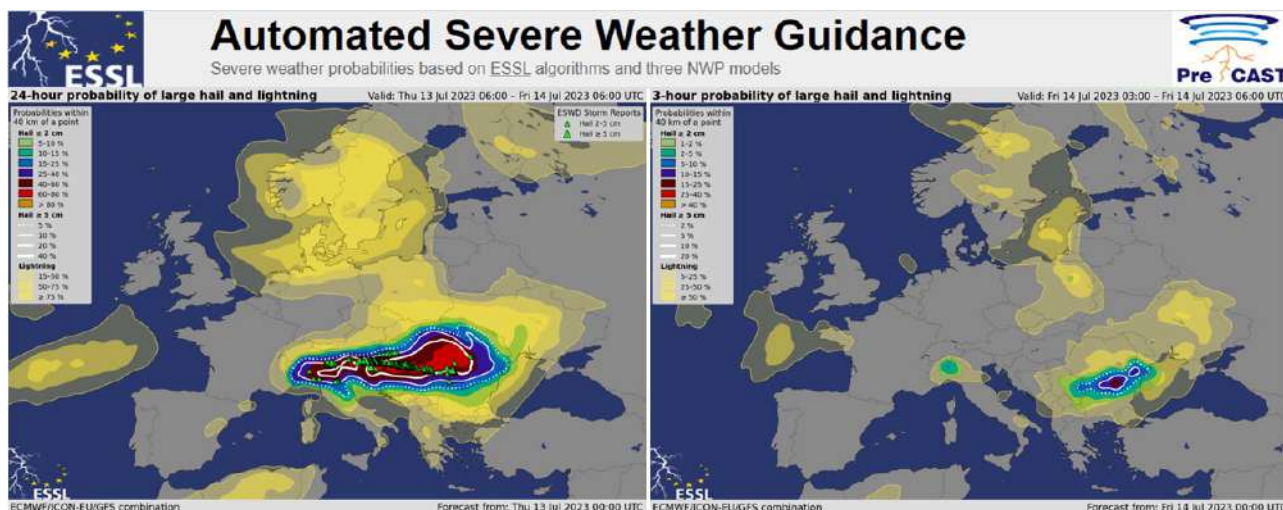 ESSL
Automated Severe Weather Guidance
Severe weather probabilities based on ESSL algorithms and three NWP models
Pre CAST
24-hour probability of large hail and lightning
Valid: Thu 13 Jul 2023 06:00 – Fri 14 Jul 2023 06:00 UTC
Probabilities within
40 km of a point
Hail ≥ 2 cm
5-10 %
10-15 %
15-25 %
25-40 %
40-60 %
60-80 %
> 80 %
Hail ≥ 5 cm
5 %
10 %
20 %
40 %
Lightning
15-50 %
50-75 %
≥ 75 %
ESWD Storm Reports
Hail 2-5 cm
Hail ≥ 5 cm
ESSL
ECMWF/ICON-EU/GFS combination
Forecast from: Thu 13 Jul 2023 00:00 UTC
3-hour probability of large hail and lightning
Valid: Fri 14 Jul 2023 03:00 – Fri 14 Jul 2023 06:00 UTC
Probabilities within
40 km of a point
Hail ≥ 2 cm
1-2 %
2-5 %
5-10 %
10-15 %
15-25 %
25-40 %
> 40 %
Hail ≥ 5 cm
2 %
5 %
10 %
20 %
Lightning
5-25 %
25-50 %
≥ 50 %
ESSL
ECMWF/ICON-EU/GFS combination
Forecast from: Fri 14 Jul 2023 00:00 UTC